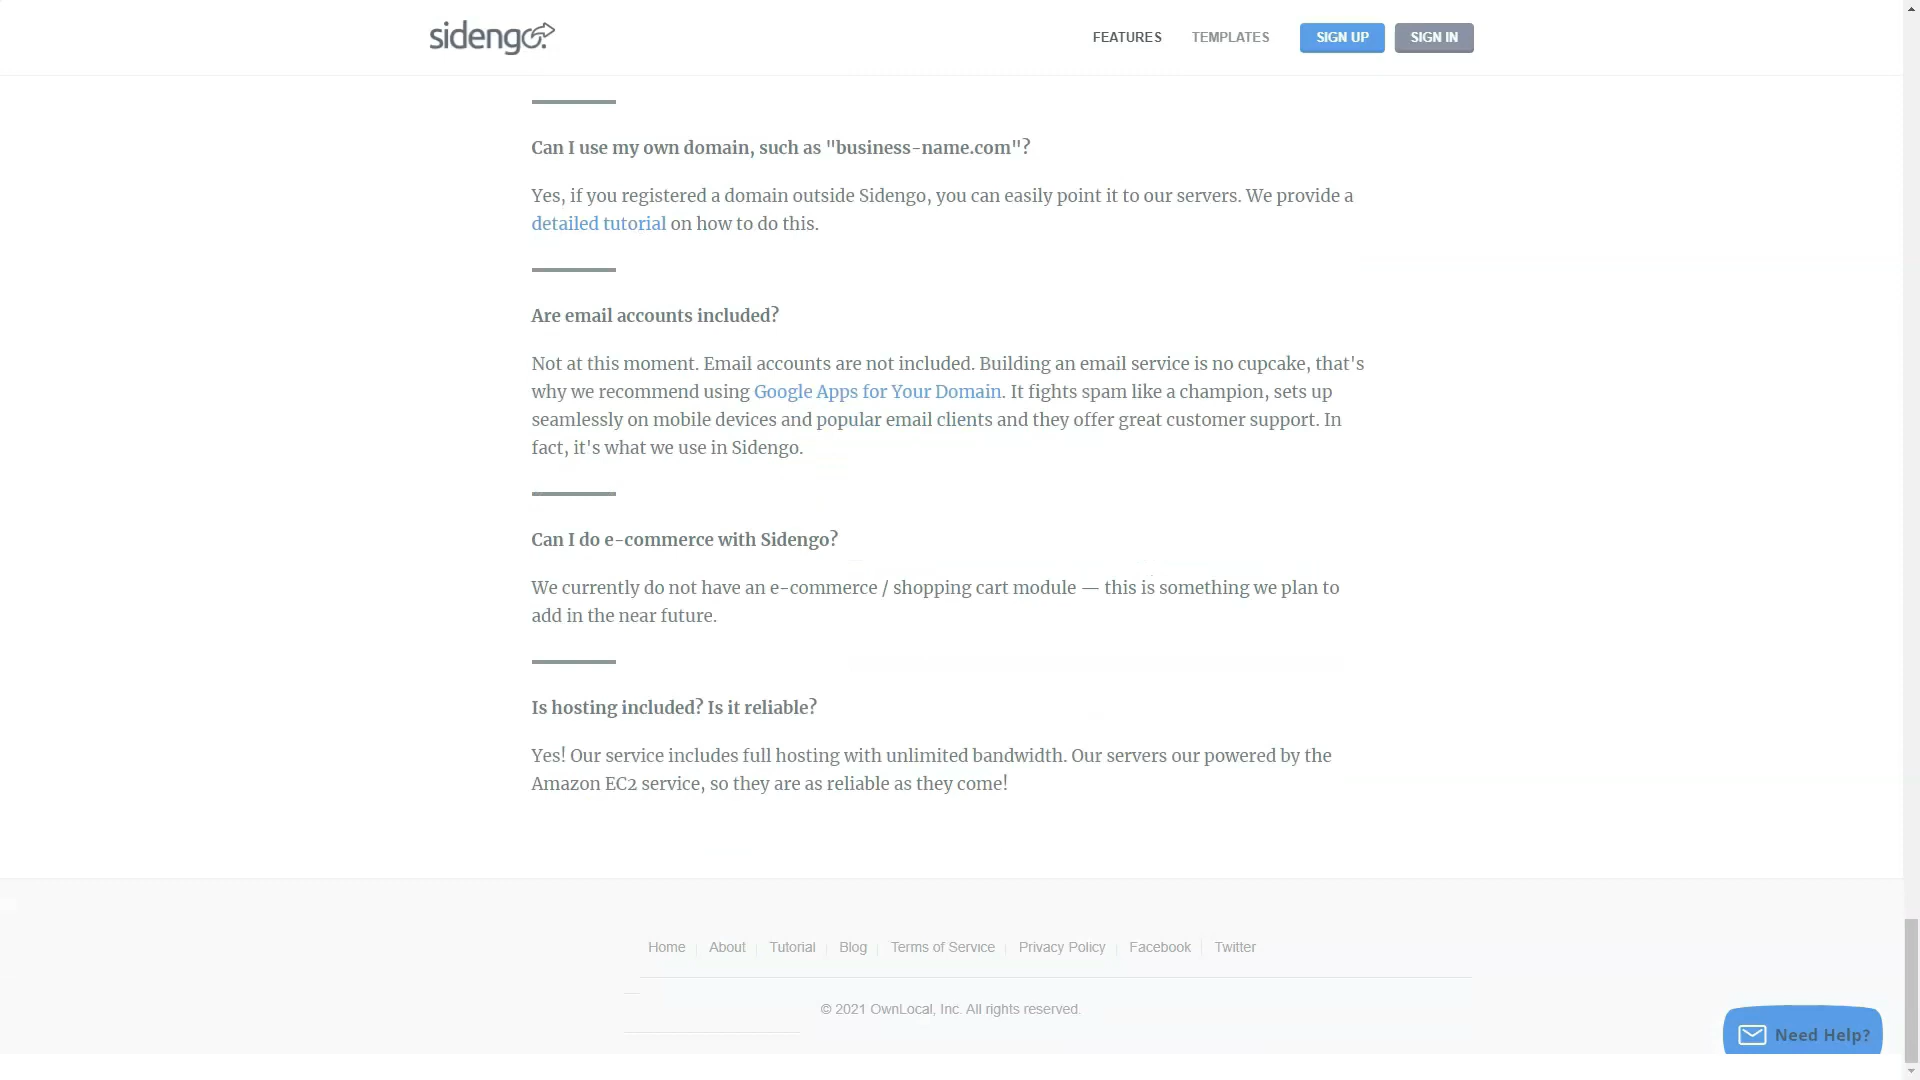 sidengo
FEATURES
TEMPLATES
SIGN UP
SIGN IN
Can I use my own domain, such as "business-name.com"?
Yes, if you registered a domain outside Sidengo, you can easily point it to our servers. We provide a
detailed tutorial on how to do this.
Are email accounts included?
Not at this moment. Email accounts are not included. Building an email service is no cupcake, that's
why we recommend using Google Apps for Your Domain. It fights spam like a champion, sets up
seamlessly on mobile devices and popular email clients and they offer great customer support. In
fact, it's what we use in Sidengo.
Can I do e-commerce with Sidengo?
We currently do not have an e-commerce / shopping cart module — this is something we plan to
add in the near future.
Is hosting included? Is it reliable?
Yes! Our service includes full hosting with unlimited bandwidth. Our servers our powered by the
Amazon EC2 service, so they are as reliable as they come!
Home
About
Tutorial
Blog
Terms of Service
Privacy Policy
Facebook
Twitter
© 2021 OwnLocal, Inc. All rights reserved.
Need Help?